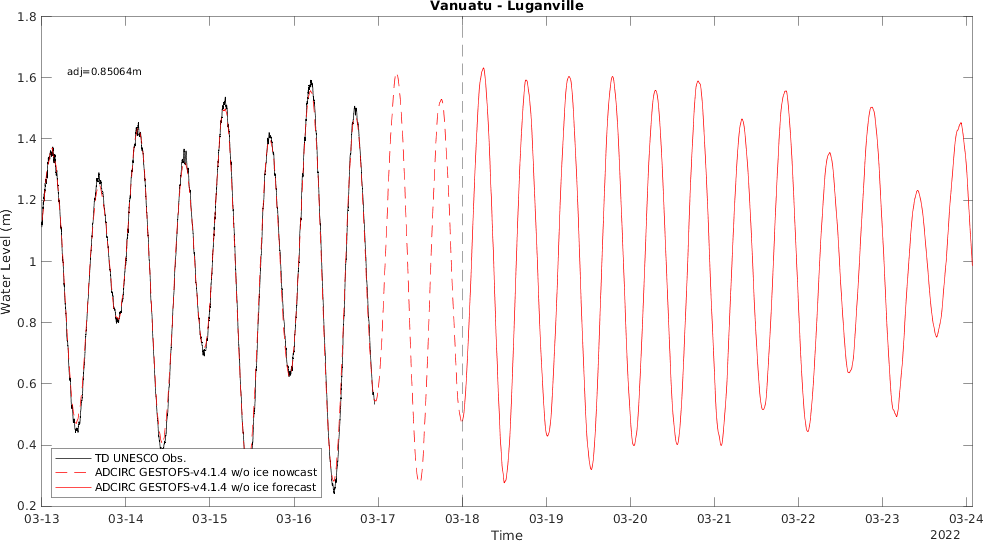 Vanuatu - Luganville
1.8
1.6
1.4
1.2
1
0.8
0.6
0.4
0.2
Water Level (m)
adj=0.85064m
TD UNESCO Obs.
ADCIRC GESTOFS-v4.1.4 w/o ice nowcast
ADCIRC GESTOFS-v4.1.4 w/o ice forecast
03-13 03-14 03-15 03-16 03-17 03-18 03-19 03-20 03-21 03-22 03-23 03-24
Time
2022